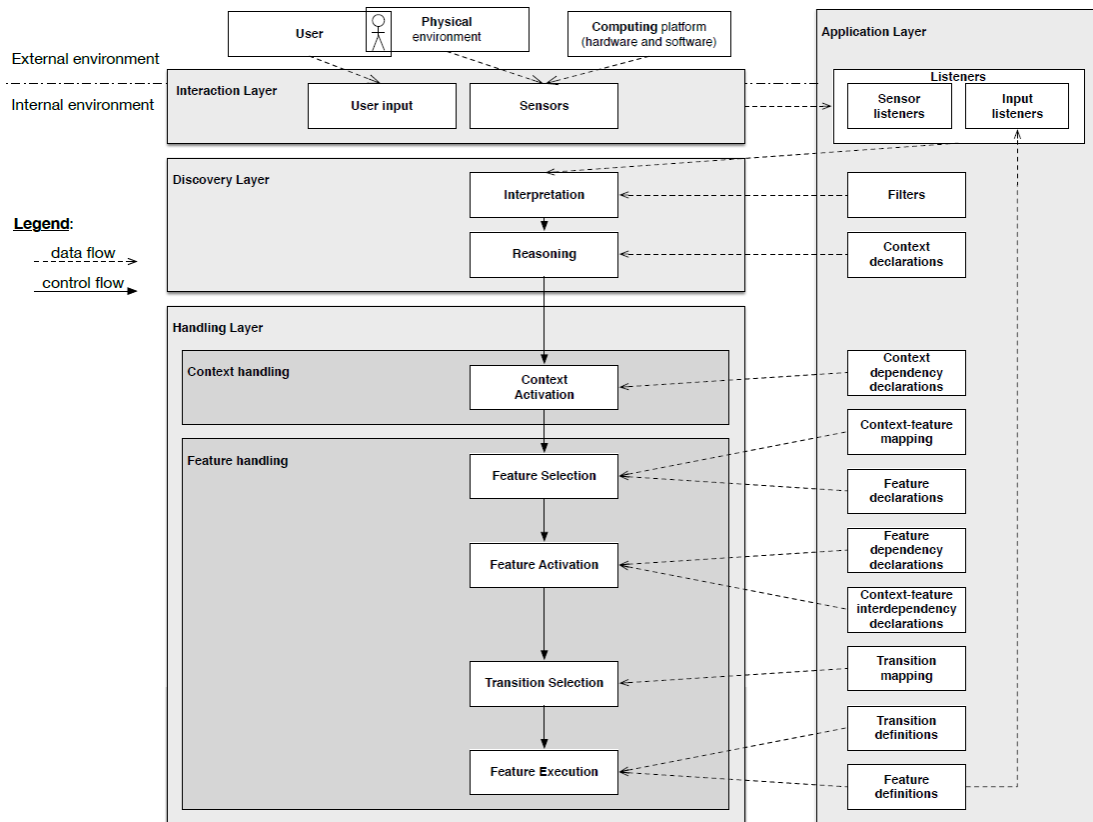 User
Physical
environment
Computing platform
(hardware and software)
External environment
Internal environment
Interaction Layer
User input
Sensors
Application Layer
Listeners
Sensor
listeners
Input
listeners
Discovery Layer
Interpretation
Reasoning
Filters
Context
declarations
Legend:
data flow
control flow
Handling Layer
Context handling
Context
Activation
Context
dependency
declarations
Feature handling
Feature Selection
Context-feature
mapping
Feature
declarations
Feature Activation
Feature
dependency
declarations
Context-feature
interdependency
declarations
Transition Selection
Transition
mapping
Feature Execution
Transition
definitions
Feature
definitions